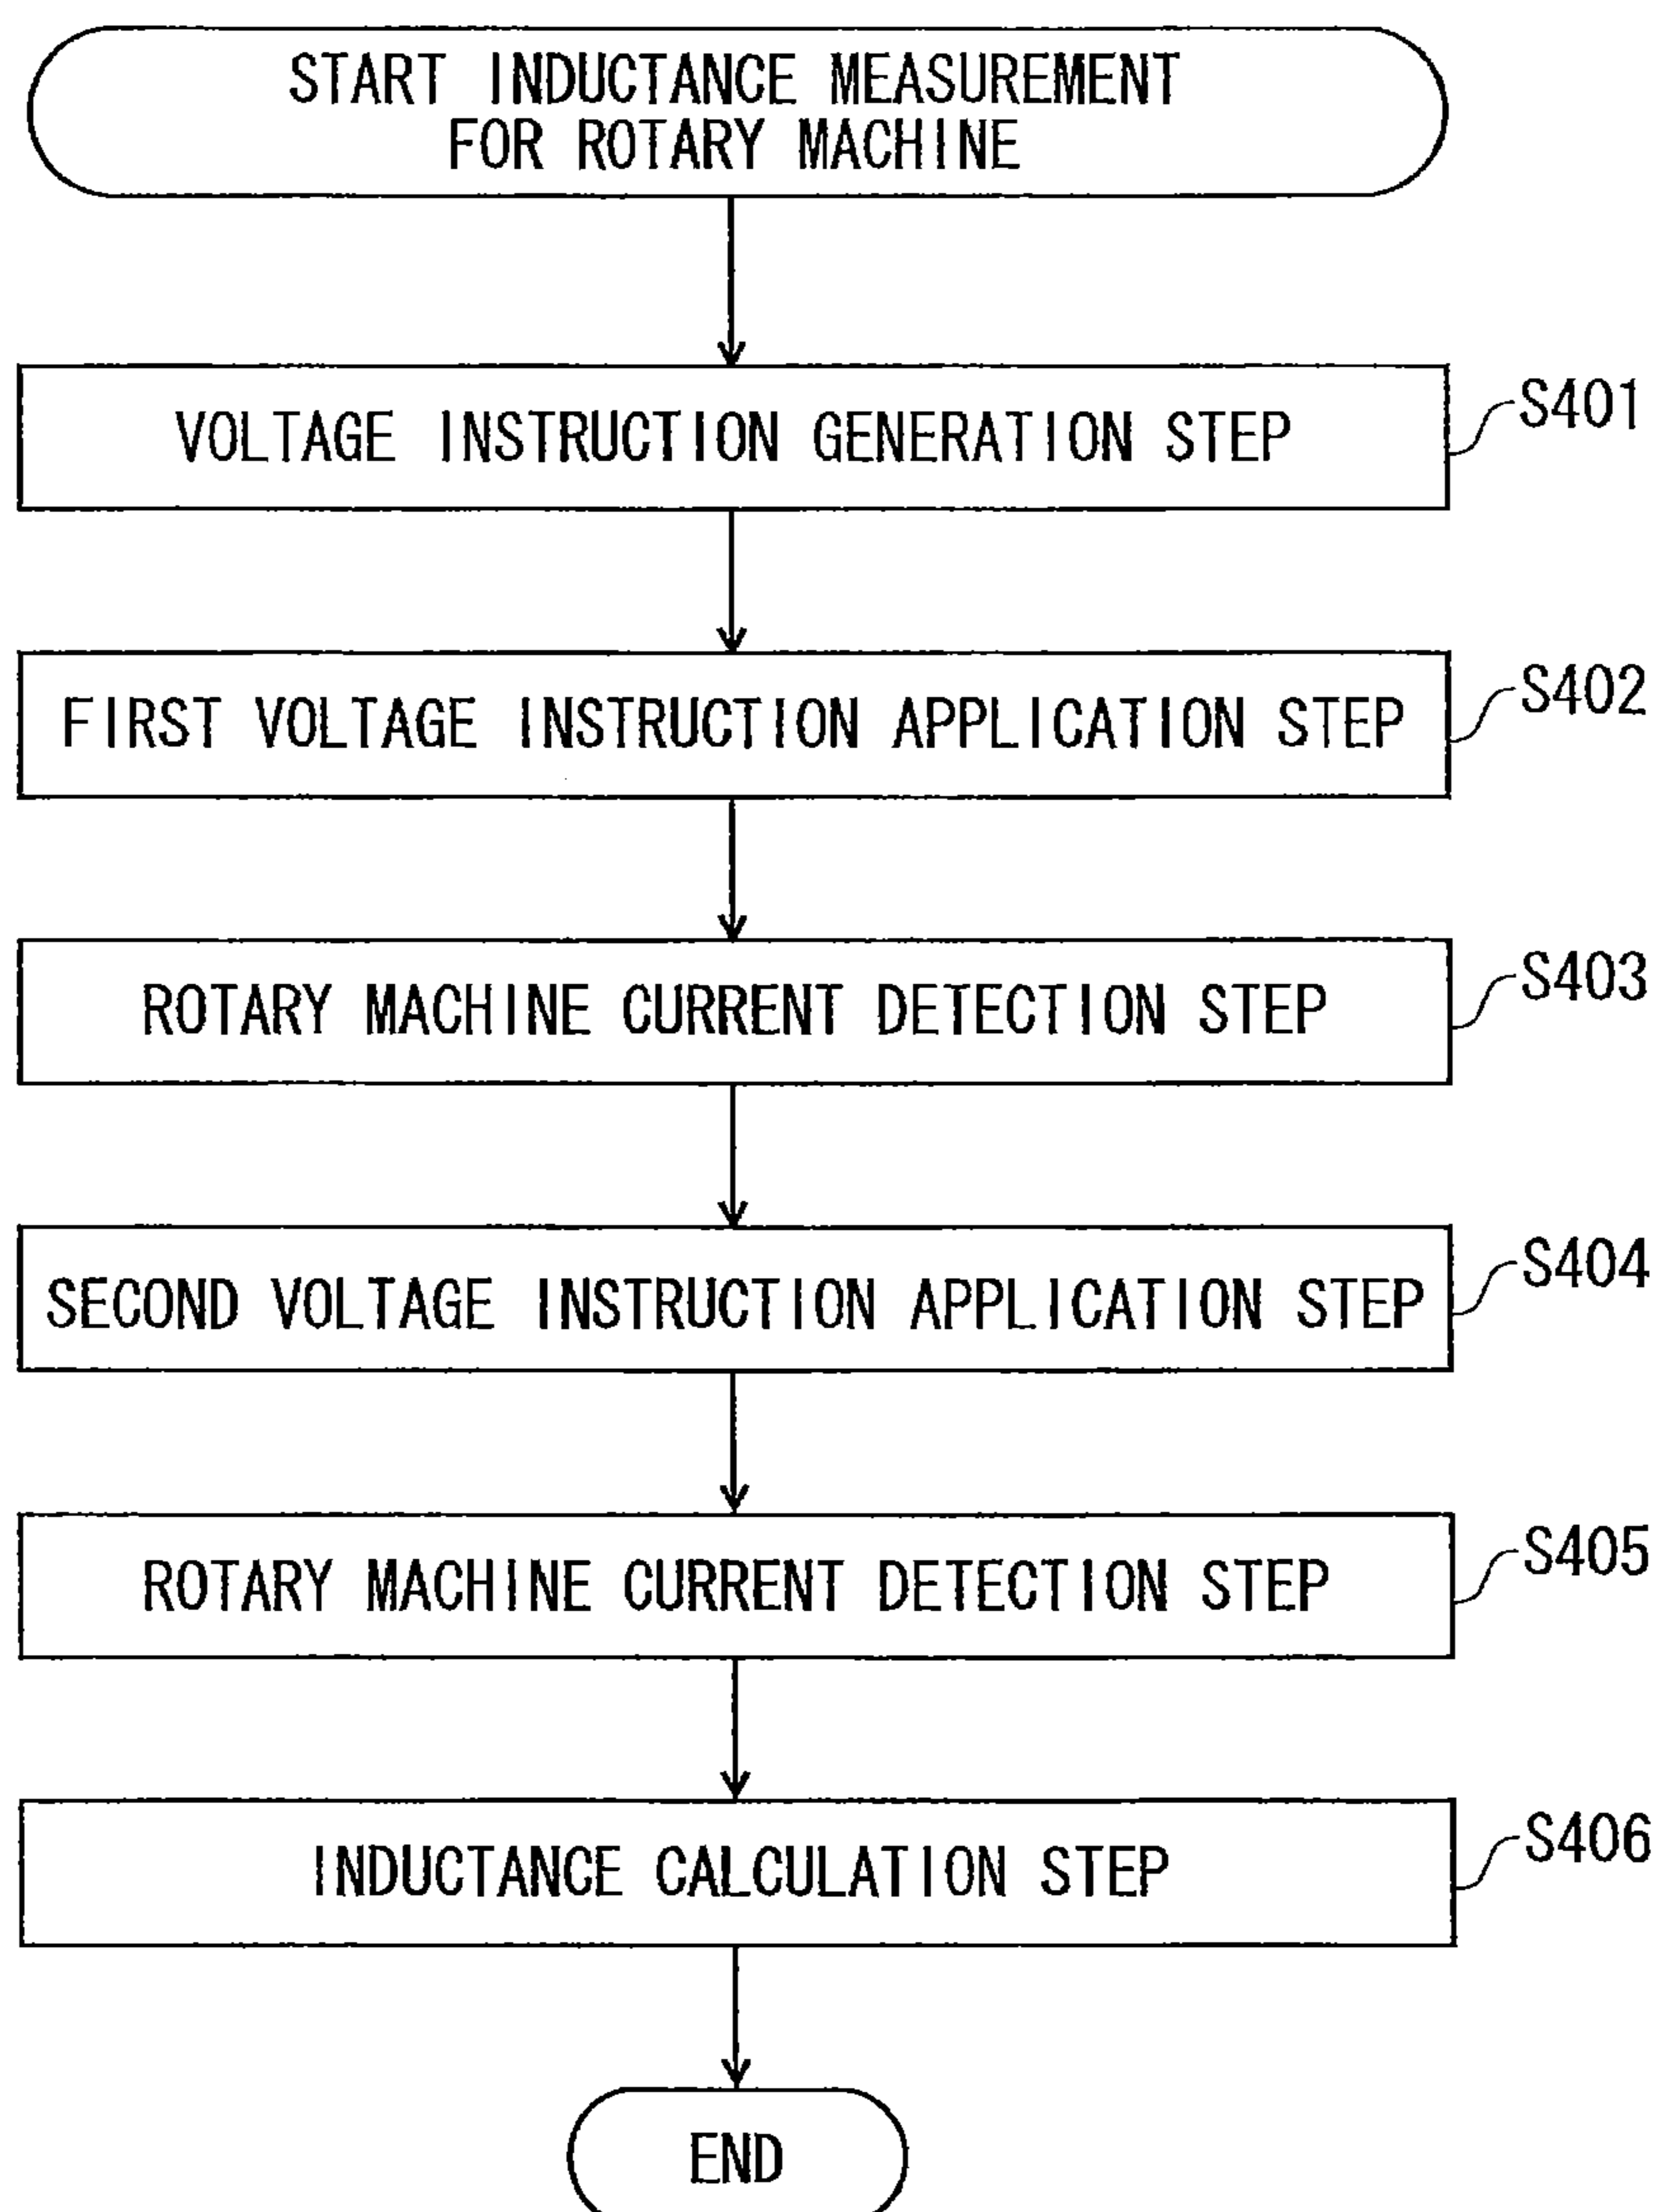 START INDUCTANCE MEASUREMENT
FOR ROTARY MACHINE
VOLTAGE INSTRUCTION GENERATION STEP
S401
FIRST VOLTAGE INSTRUCTION APPLICATION STEP
S402
ROTARY MACHINE CURRENT DETECTION STEP
S403
SECOND VOLTAGE INSTRUCTION APPLICATION STEP
S404
ROTARY MACHINE CURRENT DETECTION STEP
S405
INDUCTANCE CALCULATION STEP
S406
END